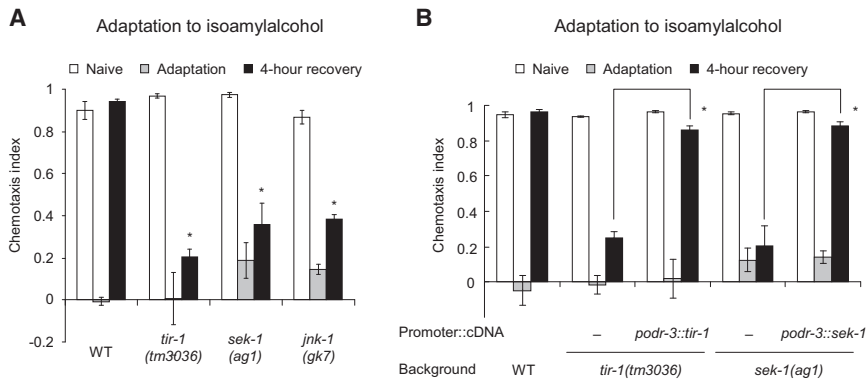 A
Adaptation to isoamylalcohol
Naive Adaptation 4-hour recovery
Chemotaxis index
1
0.8
0.6
0.4
0.2
0
-0.2
* * *
WT
tir-1 (tm3036)
sek-1 (ag1)
jnk-1 (gk7)
B
Adaptation to isoamylalcohol
Naive Adaptation 4-hour recovery
Chemotaxis index
1
0.8
0.6
0.4
0.2
0
-0.2
* *
Promoter::cDNA – podr-3::tir-1 – podr-3::sek-1
Background WT tir-1(tm3036) sek-1(ag1)